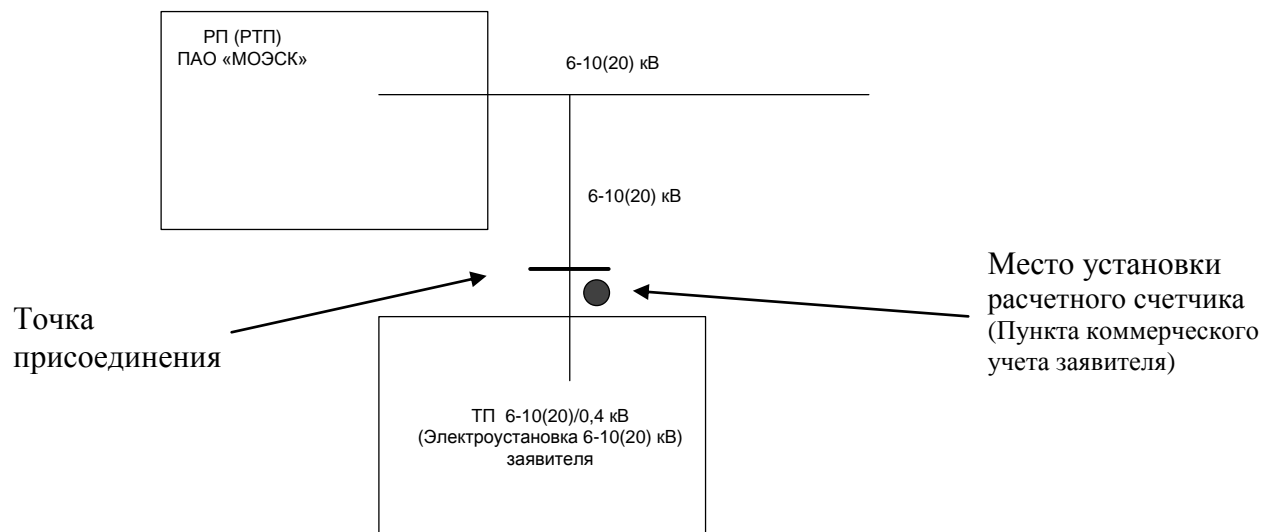 РП (РТП)
ПАО «МОЭСК»
6-10(20) кВ
6-10(20) кВ
Точка
присоединения
Место установки
расчетного счетчика
(Пункта коммерческого
учета заявителя)
ТП 6-10(20)/0,4 кВ
(Электроустановка 6-10(20) кВ)
заявителя